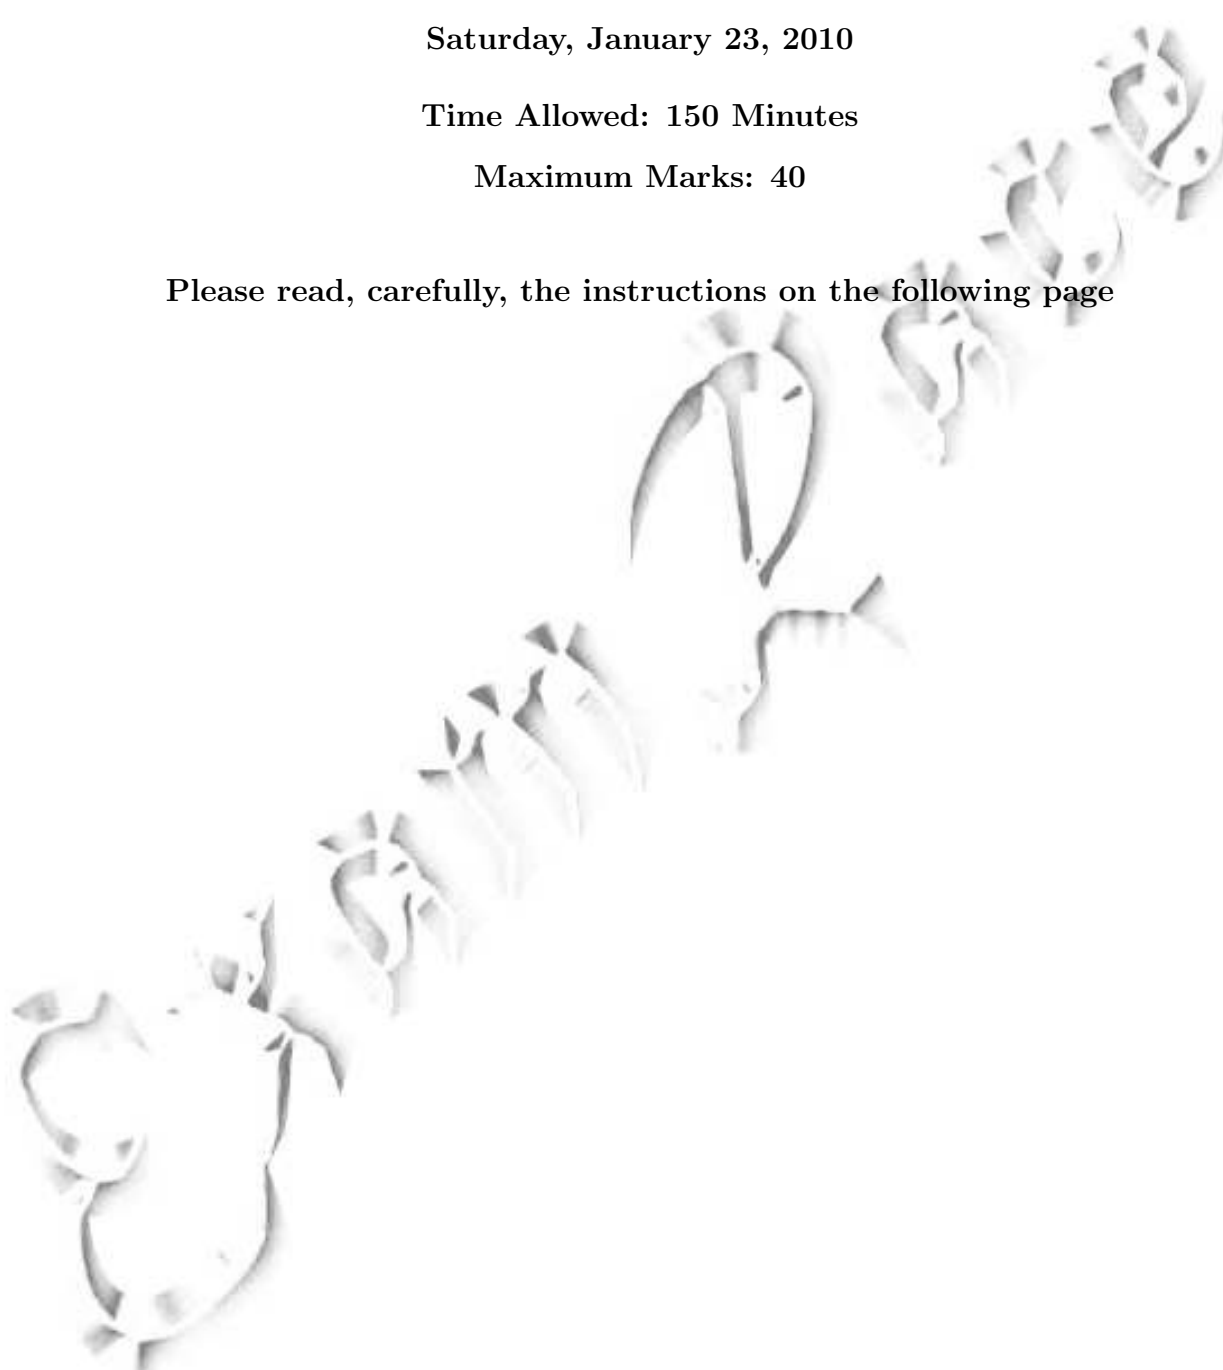 Saturday, January 23, 2010
Time Allowed: 150 Minutes
Maximum Marks: 40
Please read, carefully, the instructions on the following page